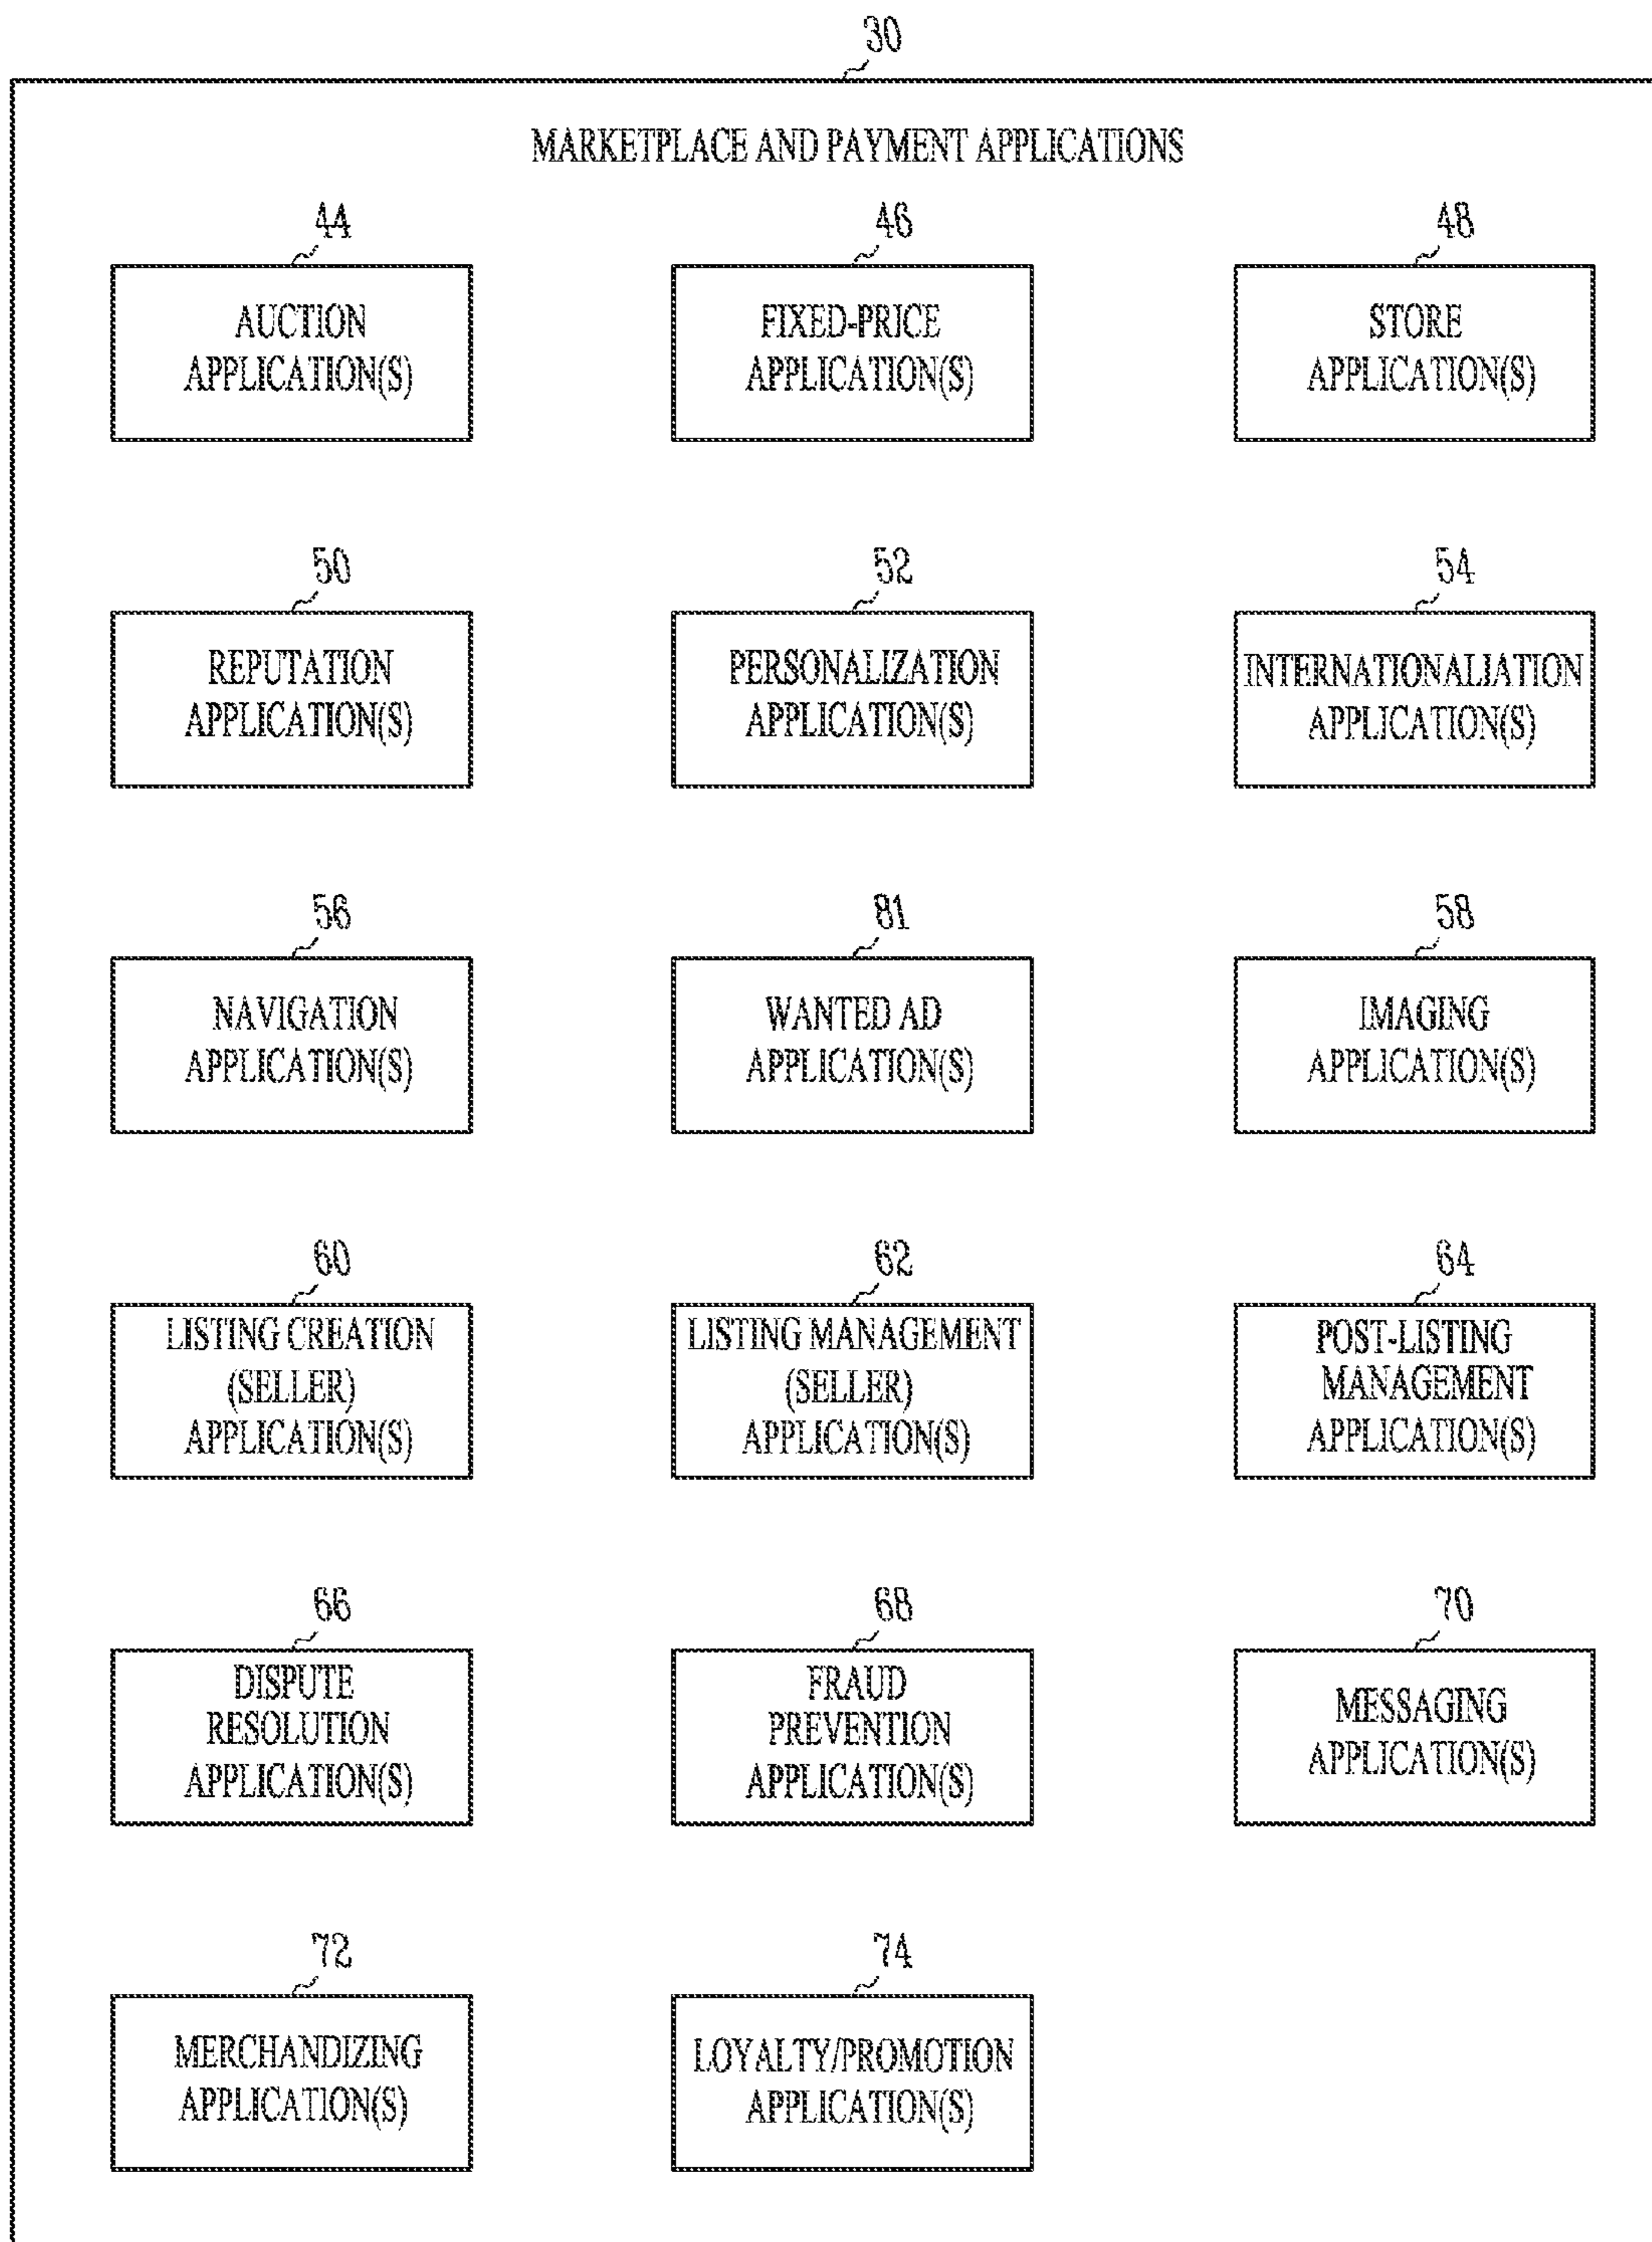 30
MARKETPLACE AND PAYMENT APPLICATIONS
44
AUCTION
APPLICATION(S)
46
FIXED-PRICE
APPLICATION(S)
48
STORE
APPLICATION(S)
50
REPUTATION
APPLICATION(S)
52
PERSONALIZATION
APPLICATION(S)
54
INTERNATIONALIATION
APPLICATION(S)
56
NAVIGATION
APPLICATION(S)
81
WANTED AD
APPLICATION(S)
58
IMAGING
APPLICATION(S)
60
LISTING CREATION
(SELLER)
APPLICATION(S)
62
LISTING MANAGEMENT
(SELLER)
APPLICATION(S)
64
POST-LISTING
MANAGEMENT
APPLICATION(S)
66
DISPUTE
RESOLUTION
APPLICATION(S)
68
FRAUD
PREVENTION
APPLICATION(S)
70
MESSAGING
APPLICATION(S)
72
MERCHANDIZING
APPLICATION(S)
74
LOYALTY/PROMOTION
APPLICATION(S)